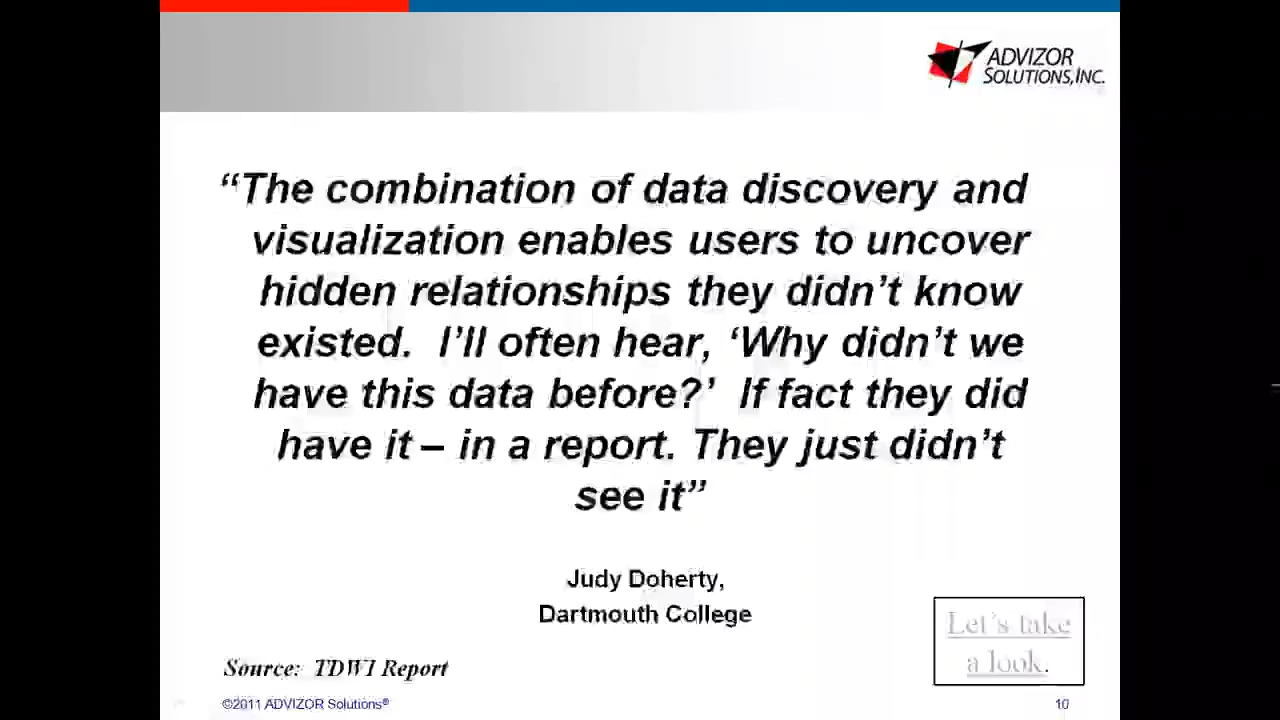 ADVIZOR
SOLUTIONS, INC.
“The combination of data discovery and
visualization enables users to uncover
hidden relationships they didn’t know
existed.  I’ll often hear, ‘Why didn’t we
have this data before?’  If fact they did
have it – in a report. They just didn’t
see it”
Judy Doherty,
Dartmouth College
Let’s take
a look.
Source:  TDWI Report
©2011 ADVIZOR Solutions®
10